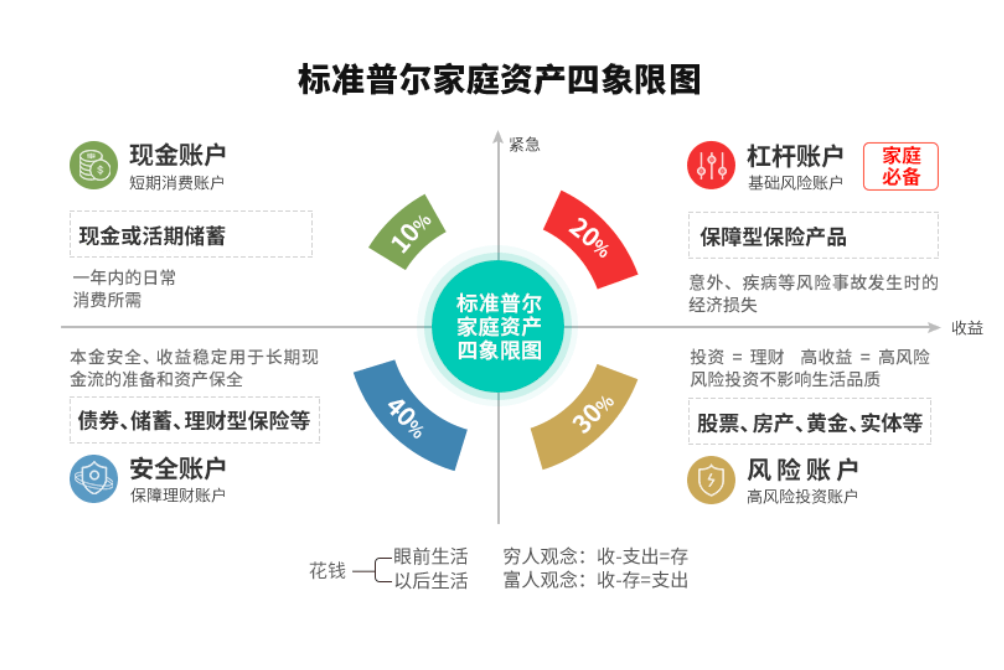 标准普尔家庭资产四象限图
紧急
现金账户
短期消费账户
现金或活期储蓄
一年内的日常
消费所需
10%
杠杆账户
基础风险账户
家庭
必备
保障型保险产品
意外、疾病等风险事故发生时的
经济损失
20%
标准普尔
家庭资产
四象限图
收益
本金安全、收益稳定用于长期现
金流的准备和资产保全
债券、储蓄、理财型保险等
安全账户
保障理财账户
40%
投资 = 理财 高收益 = 高风险
风险投资不影响生活品质
股票、房产、黄金、实体等
风险账户
高风险投资账户
30%
花钱
眼前生活
以后生活
穷人观念：收-支出=存
富人观念：收-存=支出